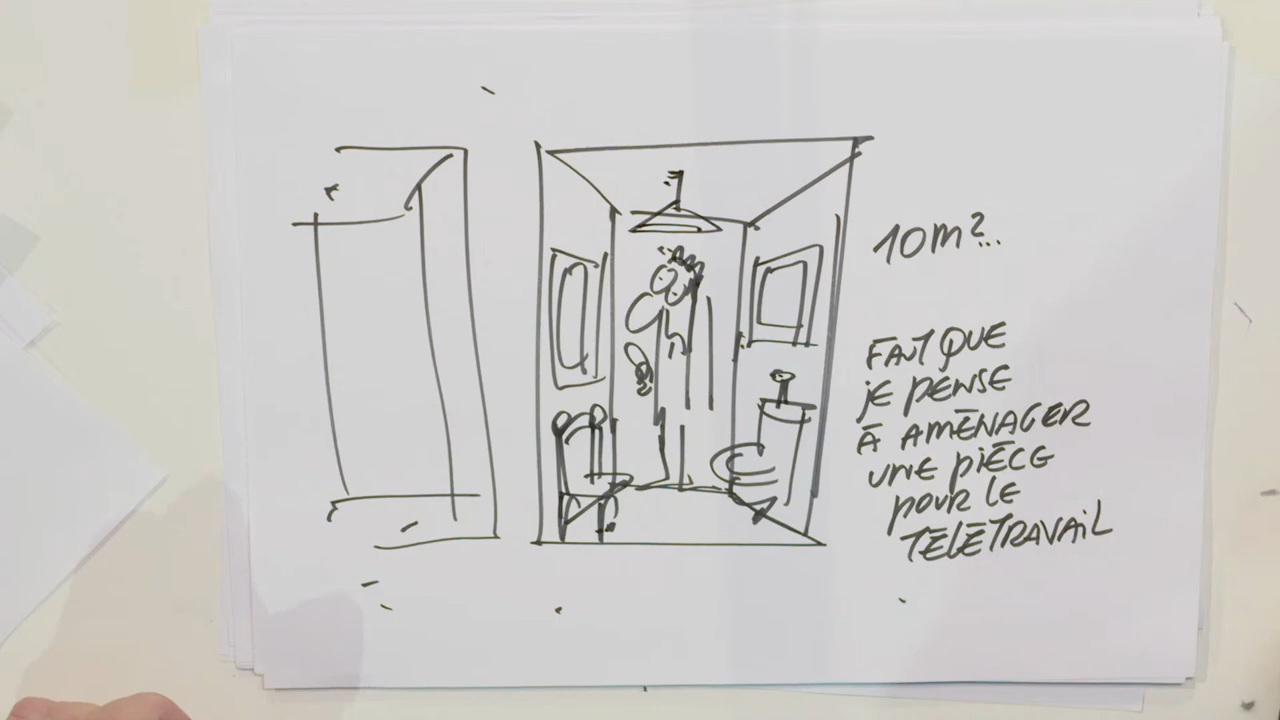 10m²...
FAUT QUE
JE PENSE
À AMÉNAGER
UNE PIÈCE
POUR LE
TÉLÉTRAVAIL